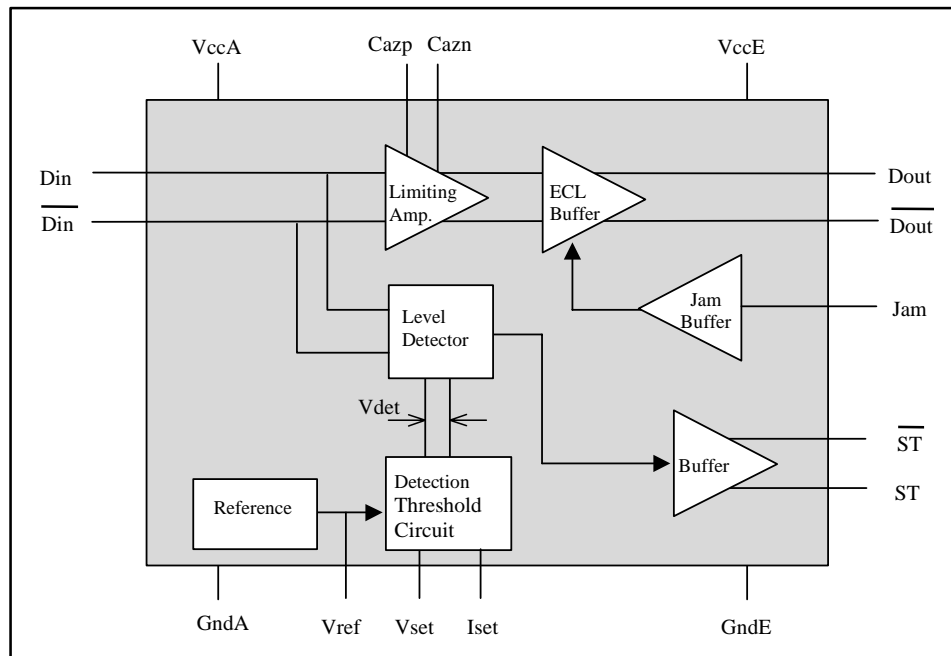 VccA
Cazp
Cazn
VccE
Din
Limiting
Amp.
ECL
Buffer
Dout
Din
Dout
Jam
Buffer
Jam
Level
Detector
Vdet
ST
Buffer
ST
Reference
Detection
Threshold
Circuit
GndA
Vref
Vset
Iset
GndE